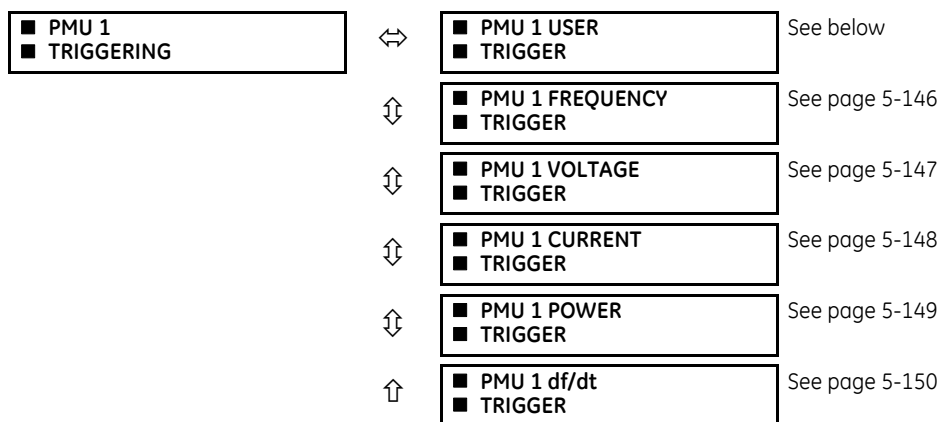 ■ PMU 1
■ TRIGGERING
■ PMU 1 USER
■ TRIGGER
See below
■ PMU 1 FREQUENCY
■ TRIGGER
See page 5-146
■ PMU 1 VOLTAGE
■ TRIGGER
See page 5-147
■ PMU 1 CURRENT
■ TRIGGER
See page 5-148
■ PMU 1 POWER
■ TRIGGER
See page 5-149
■ PMU 1 df/dt
■ TRIGGER
See page 5-150